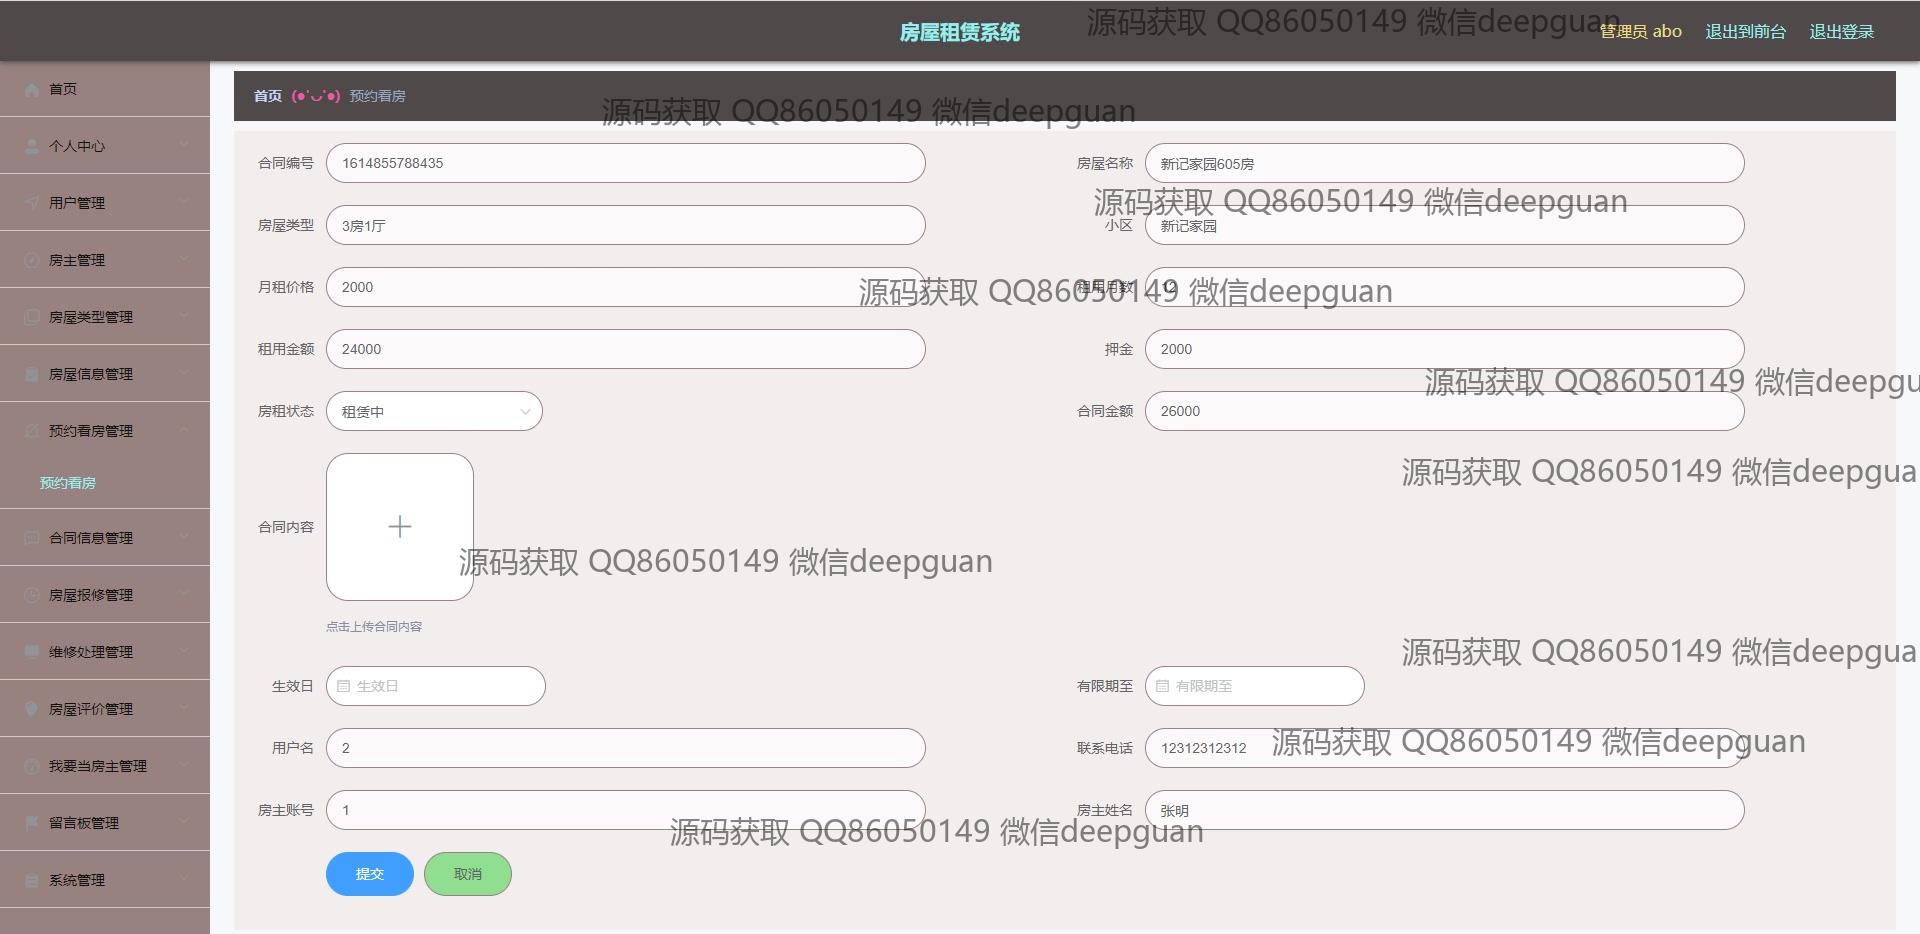 房屋租赁系统
源码获取 QQ86050149 微信deepguan
管理员 abo
退出到前台
退出登录
首页
个人中心
用户管理
房主管理
房屋类型管理
房屋信息管理
预约看房管理
预约看房
合同信息管理
房屋报修管理
维修处理管理
房屋评价管理
我要当房主管理
留言板管理
系统管理
首页 (●'◡'●) 预约看房
源码获取 QQ86050149 微信deepguan
合同编号 1614855788435
房屋名称 新记家园605房
源码获取 QQ86050149 微信deepguan
房屋类型 3房1厅
小区 新记家园
月租价格 2000
租用月数 12
源码获取 QQ86050149 微信deepguan
租用金额 24000
押金 2000
源码获取 QQ86050149 微信deepgu
房租状态 租赁中
合同金额 26000
源码获取 QQ86050149 微信deepgua
合同内容
源码获取 QQ86050149 微信deepguan
点击上传合同内容
源码获取 QQ86050149 微信deepgua
生效日 生效日
有限期至 有限期至
用户名 2
联系电话 12312312312
源码获取 QQ86050149 微信deepguan
房主账号 1
房主姓名 张明
源码获取 QQ86050149 微信deepguan
提交
取消